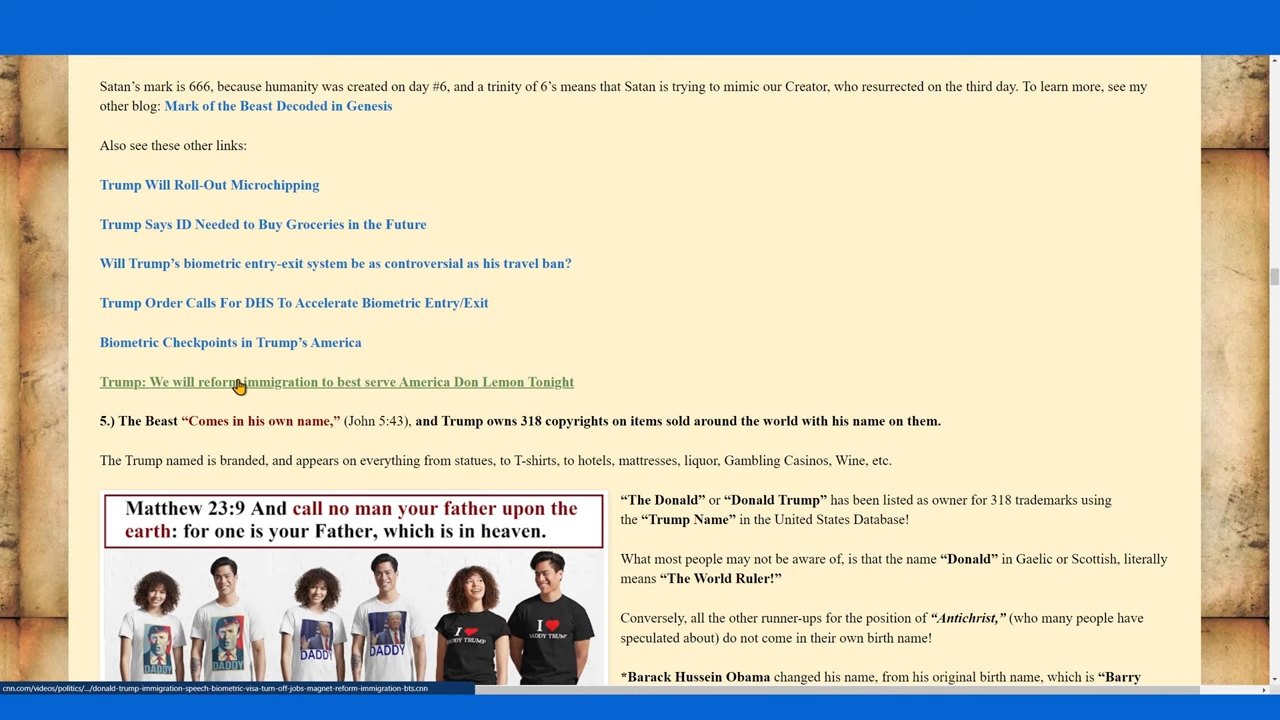 Satan’s mark is 666, because humanity was created on day #6, and a trinity of 6’s means that Satan is trying to mimic our Creator, who resurrected on the third day. To learn more, see my
other blog: Mark of the Beast Decoded in Genesis
Also see these other links:
Trump Will Roll-Out Microchipping
Trump Says ID Needed to Buy Groceries in the Future
Will Trump’s biometric entry-exit system be as controversial as his travel ban?
Trump Order Calls For DHS To Accelerate Biometric Entry/Exit
Biometric Checkpoints in Trump’s America
Trump: We will reform immigration to best serve America Don Lemon Tonight
5.) The Beast “Comes in his own name,” (John 5:43), and Trump owns 318 copyrights on items sold around the world with his name on them.
The Trump named is branded, and appears on everything from statues, to T-shirts, to hotels, mattresses, liquor, Gambling Casinos, Wine, etc.
Matthew 23:9 And call no man your father upon the
earth: for one is your Father, which is in heaven.
DADDY
DADDY
DADDY
DADDY
I ❤
DADDY TRUMP
I ❤
DADDY TRUMP
“The Donald” or “Donald Trump” has been listed as owner for 318 trademarks using
the “Trump Name” in the United States Database!
What most people may not be aware of, is that the name “Donald” in Gaelic or Scottish, literally
means “The World Ruler!”
Conversely, all the other runner-ups for the position of “Antichrist,” (who many people have
speculated about) do not come in their own birth name!
*Barack Hussein Obama changed his name, from his original birth name, which is “Barry
cnn.com/videos/politics/.../donald-trump-immigration-speech-biometric-visa-turn-off-jobs-magnet-reform-immigration-bts.cnn